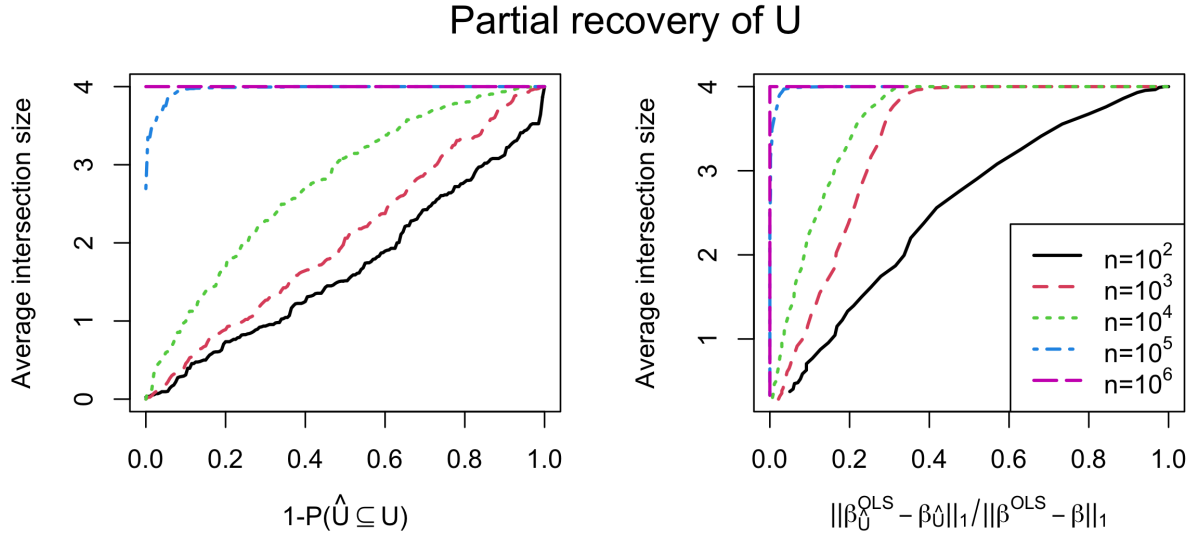 Partial recovery of U
Average intersection size
4
3
2
1
0
0.0 0.2 0.4 0.6 0.8 1.0
1-P(Û ⊆ U)
Average intersection size
4
3
2
1
0.0 0.2 0.4 0.6 0.8 1.0
||β_Û^OLS − β_Û||₁/||β^OLS − β||₁
n=10²
n=10³
n=10⁴
n=10⁵
n=10⁶